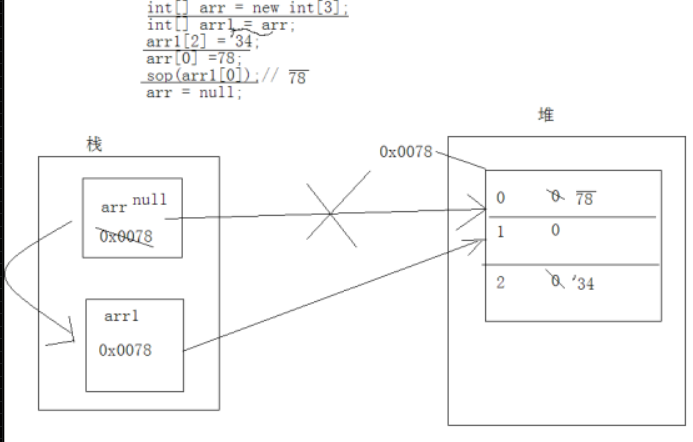 int[] arr = new int[3];
int[] arr1 = arr;
arr1[2] = '34;
arr[0] =78;
sop(arr1[0]);// 78
arr = null;
堆
栈
0x0078
arr null
0x0078
0 0 78
1 0
2 0 '34
arr1
0x0078